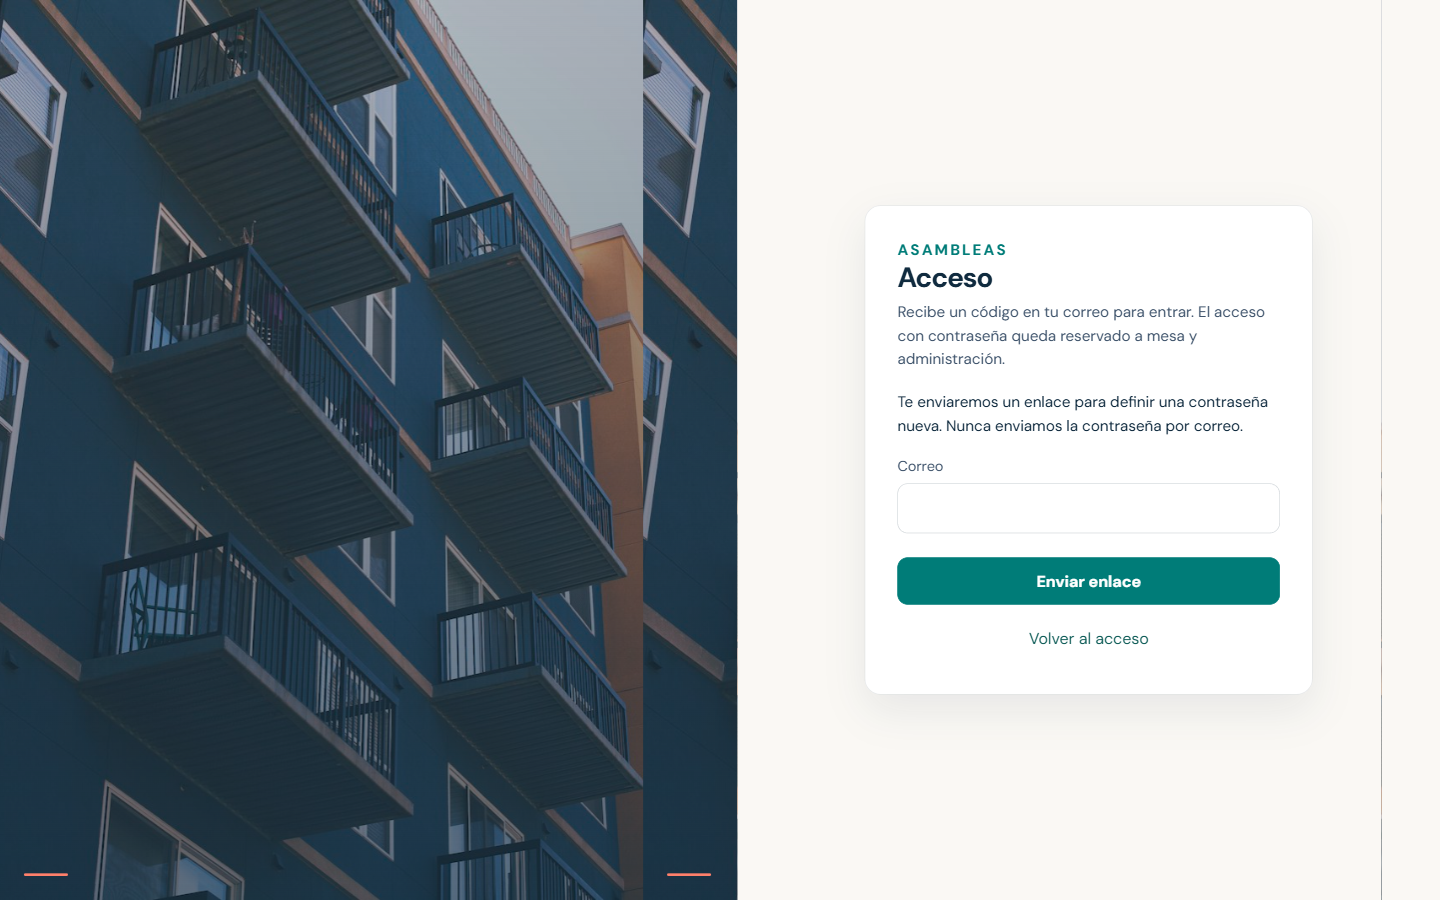 ASAMBLEAS
Acceso
Recibe un código en tu correo para entrar. El acceso
con contraseña queda reservado a mesa y
administración.
Te enviaremos un enlace para definir una contraseña
nueva. Nunca enviamos la contraseña por correo.
Correo
Enviar enlace
Volver al acceso